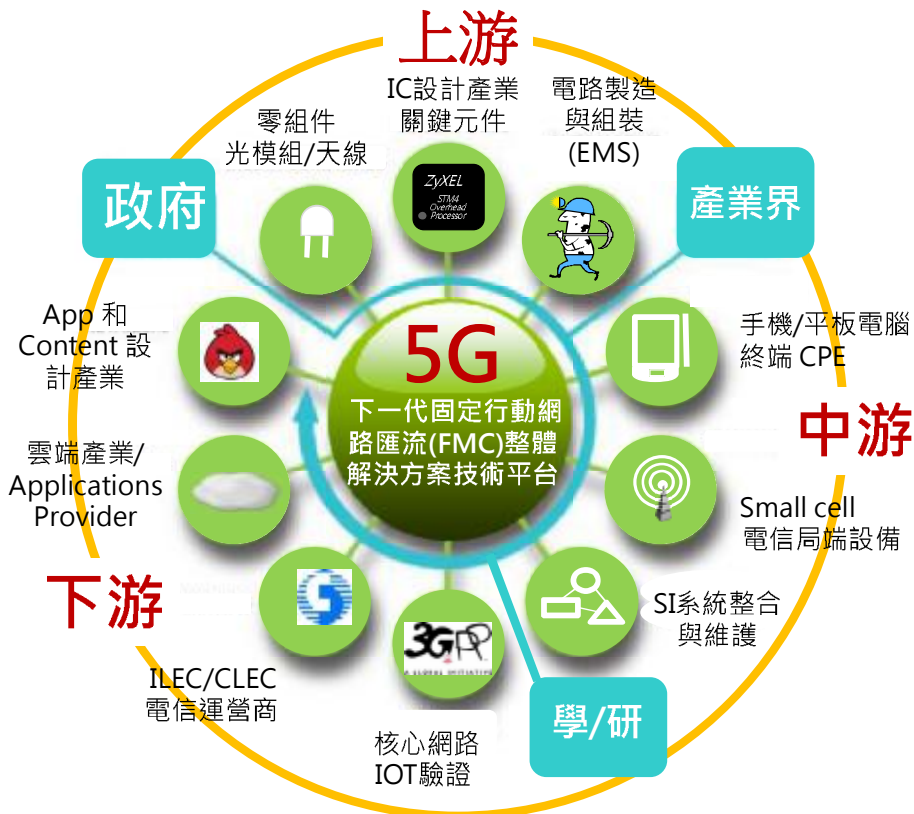 上游
IC設計產業
關鍵元件
電路製造
與組裝
(EMS)
零組件
光模組/天線
ZyXEL
STM4
Overhead
Processor
政府
產業界
App 和
Content 設
計產業
手機/平板電腦
終端 CPE
5G
下一代固定行動網
路匯流(FMC)整體
解決方案技術平台
中游
雲端產業/
Applications
Provider
Small cell
電信局端設備
下游
SI系統整合
與維護
3GPP
A GLOBAL INITIATIVE
ILEC/CLEC
電信運營商
學/研
核心網路
IOT驗證